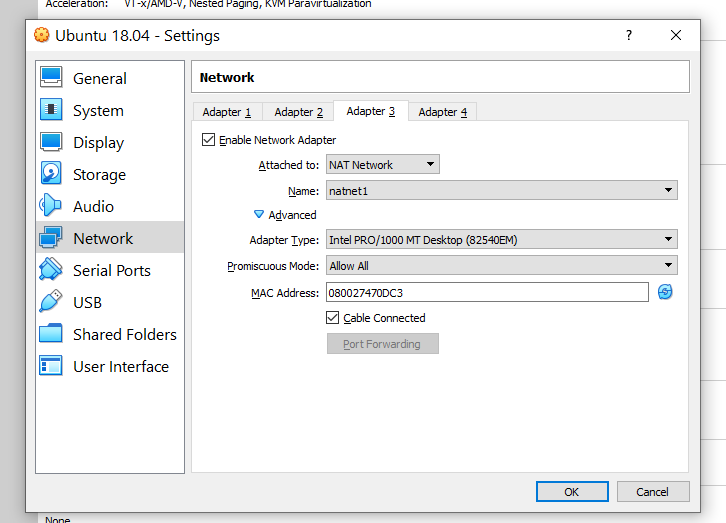 Acceleration: VT-x/AMD-V, Nested Paging, KVM Paravirtualization
Ubuntu 18.04 - Settings
?
General
System
Display
Storage
Audio
Network
Serial Ports
USB
Shared Folders
User Interface
Network
Adapter 1 Adapter 2 Adapter 3 Adapter 4
Enable Network Adapter
Attached to: NAT Network
Name: natnet1
Advanced
Adapter Type: Intel PRO/1000 MT Desktop (82540EM)
Promiscuous Mode: Allow All
MAC Address: 080027470DC3
Cable Connected
Port Forwarding
OK Cancel
None